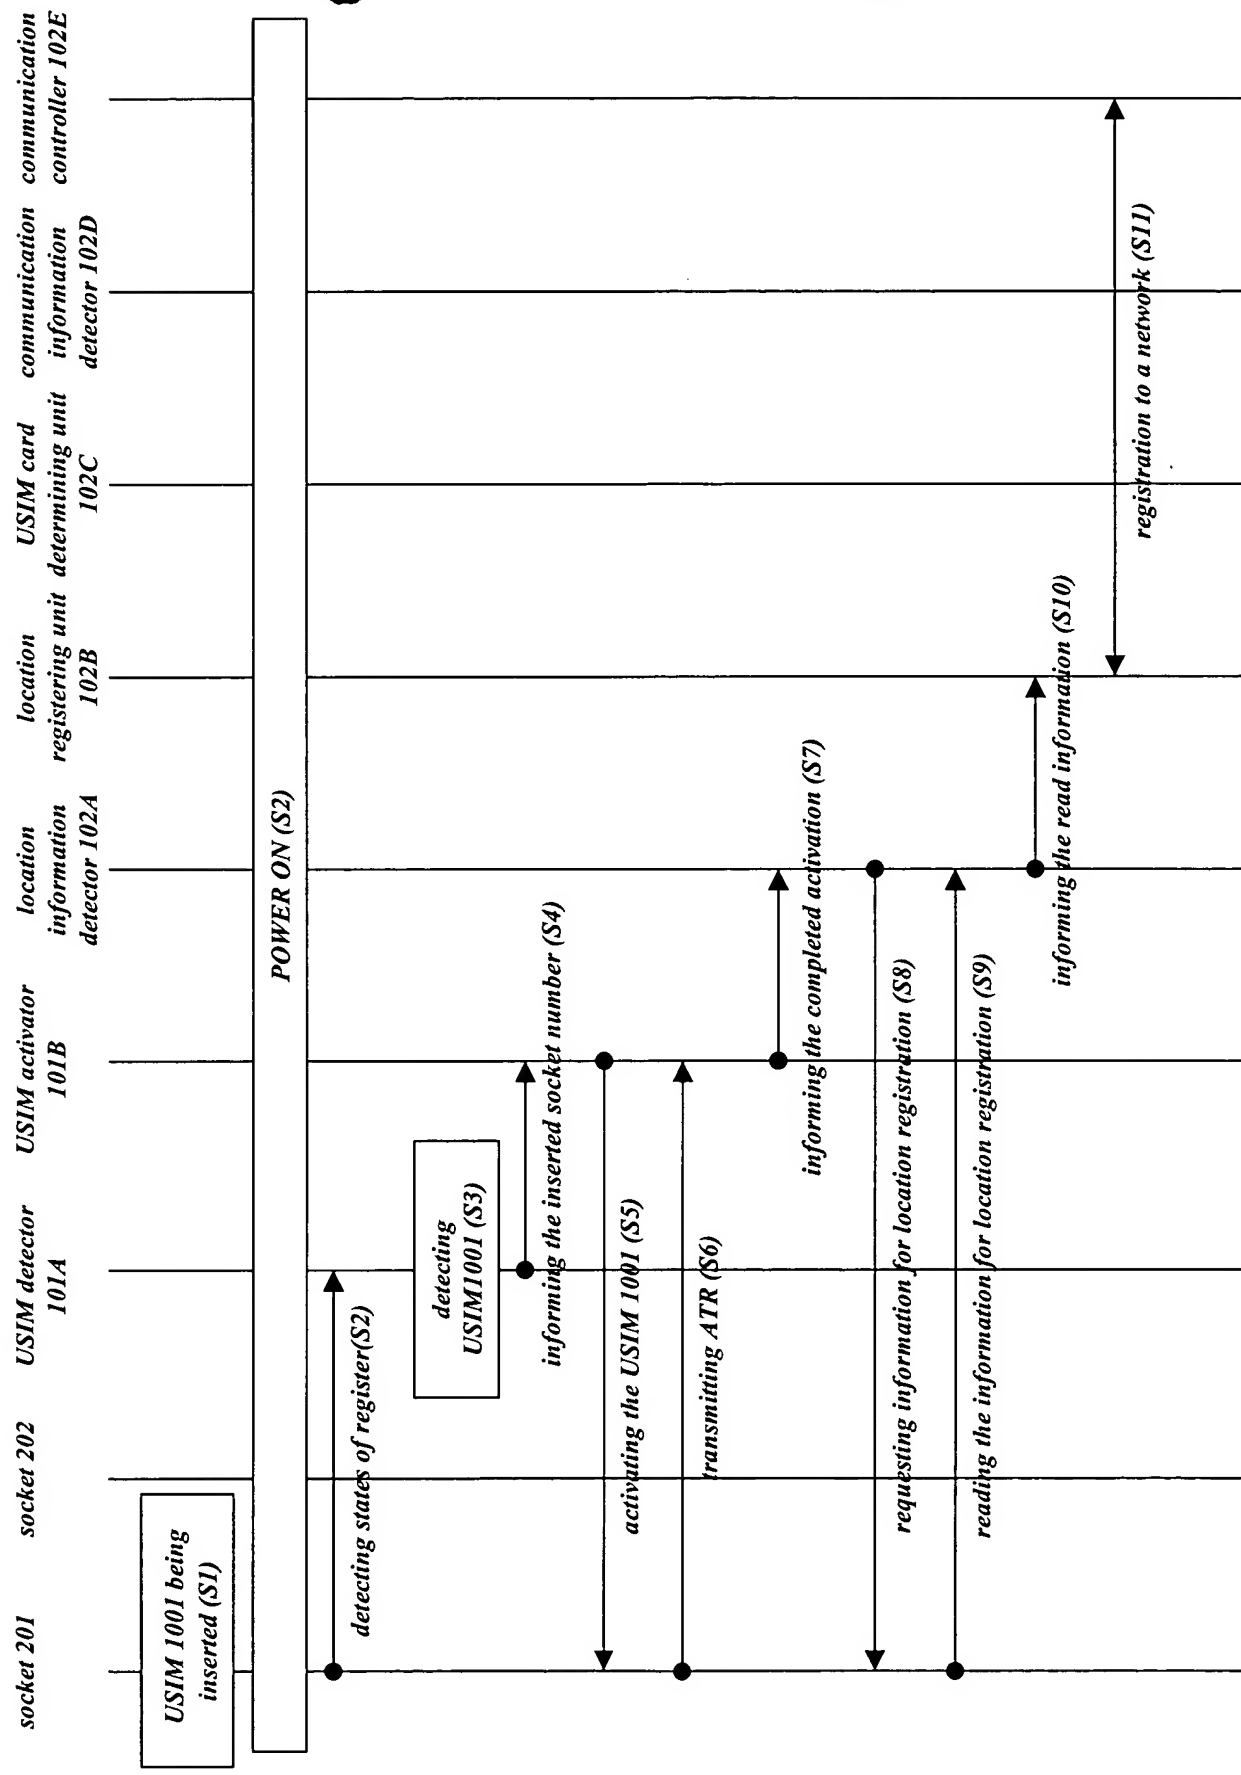 socket 201
socket 202
USIM detector
101A
USIM activator
101B
location
information
detector 102A
location
registering unit
102B
USIM card
determining unit
102C
communication
information
detector 102D
communication
controller 102E
USIM 1001 being
inserted (S1)
POWER ON (S2)
detecting states of register(S2)
detecting
USIM1001 (S3)
informing the inserted socket number (S4)
activating the USIM 1001 (S5)
transmitting ATR (S6)
informing the completed activation (S7)
requesting information for location registration (S8)
reading the information for location registration (S9)
informing the read information (S10)
registration to a network (S11)